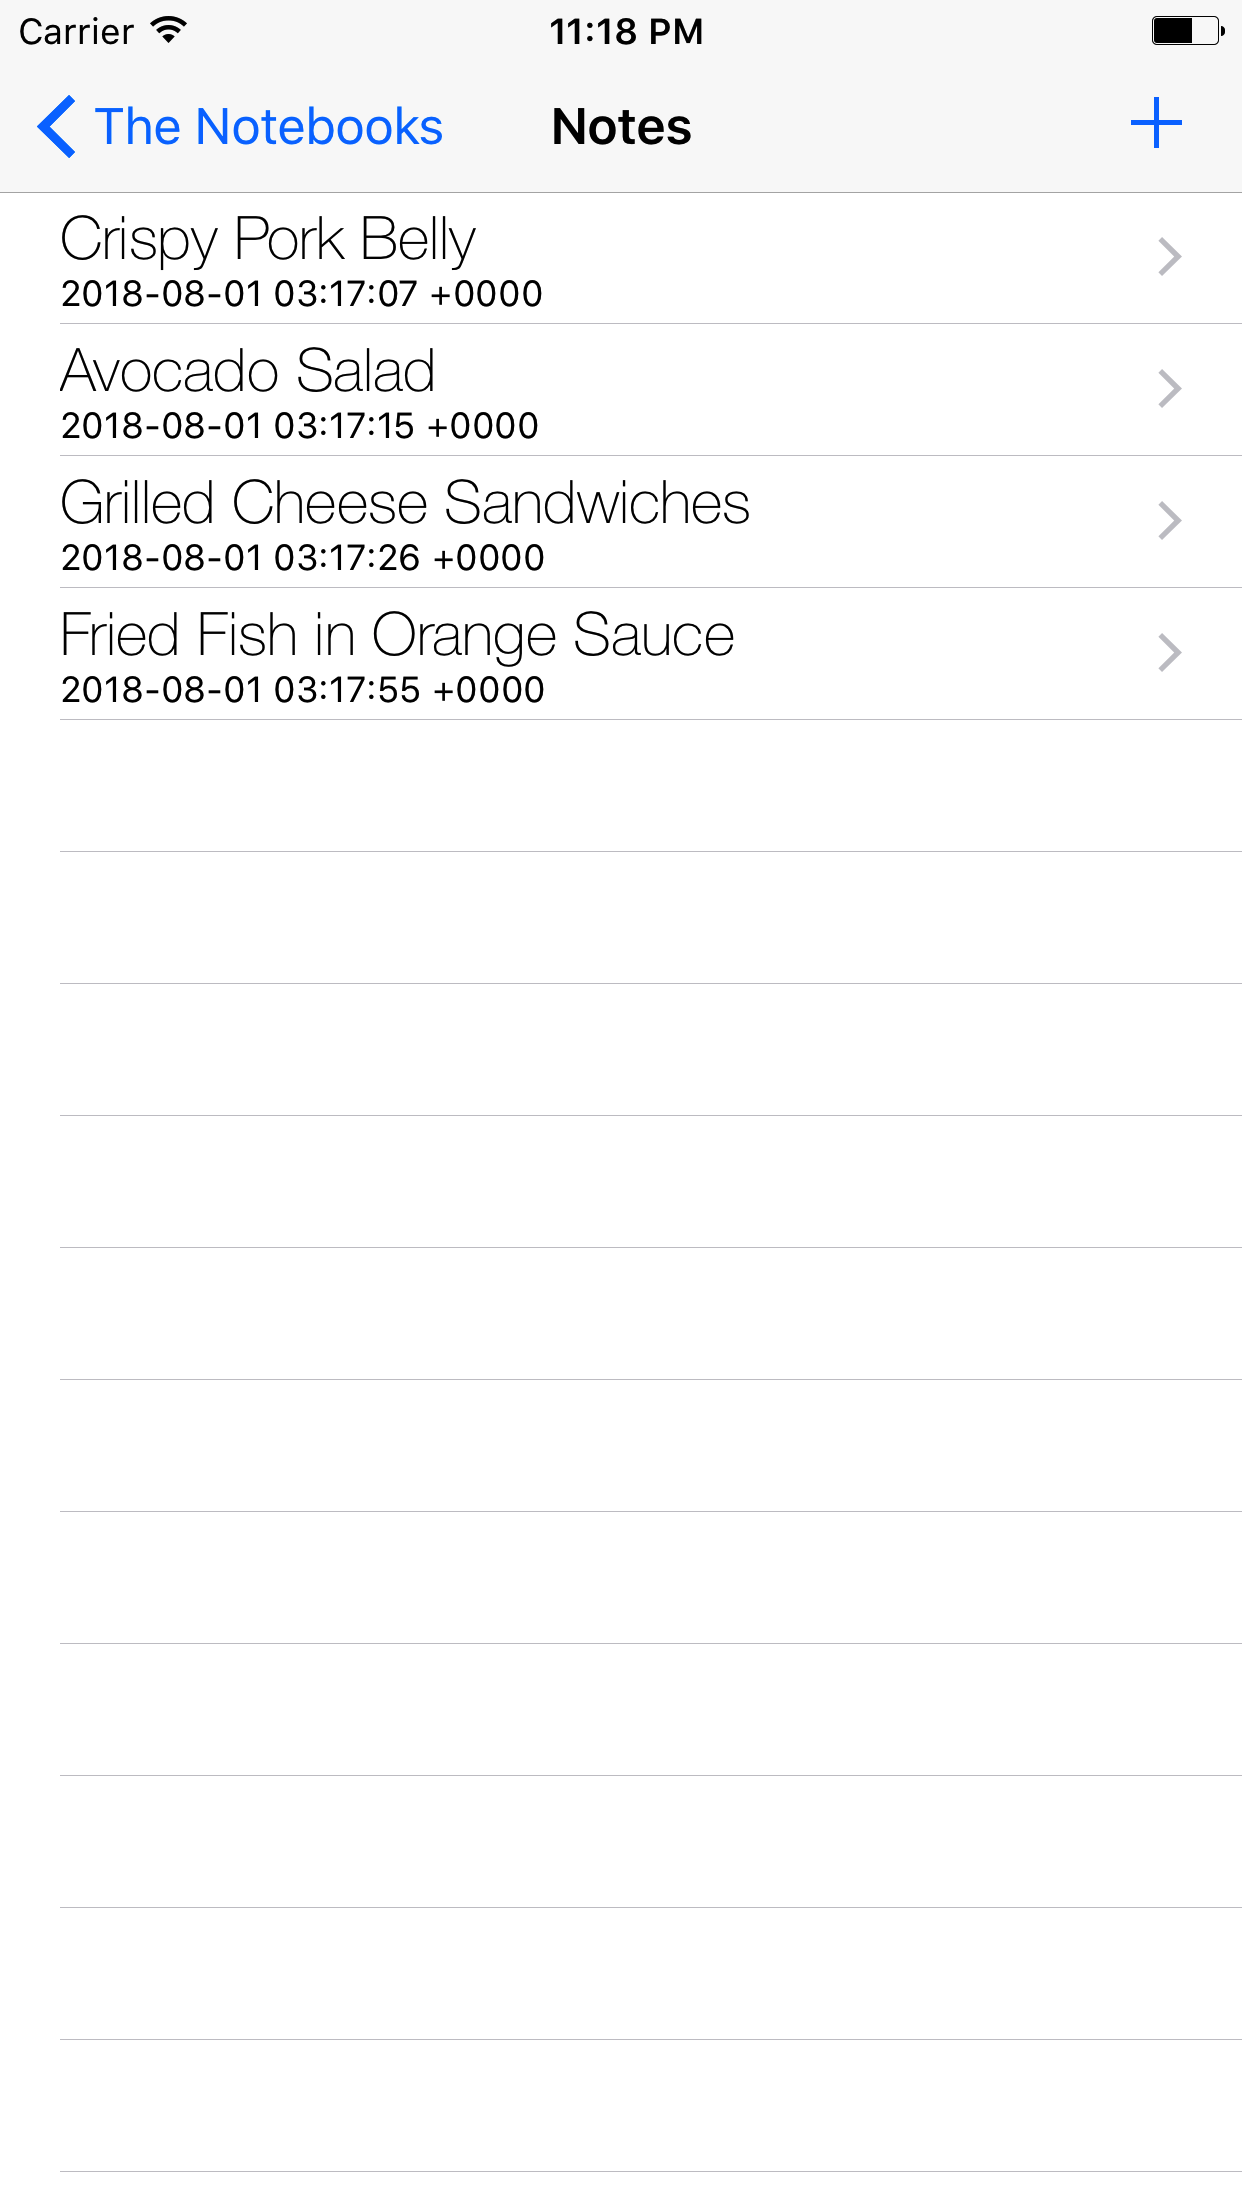 Carrier 11:18 PM
The Notebooks Notes
Crispy Pork Belly
2018-08-01 03:17:07 +0000
Avocado Salad
2018-08-01 03:17:15 +0000
Grilled Cheese Sandwiches
2018-08-01 03:17:26 +0000
Fried Fish in Orange Sauce
2018-08-01 03:17:55 +0000